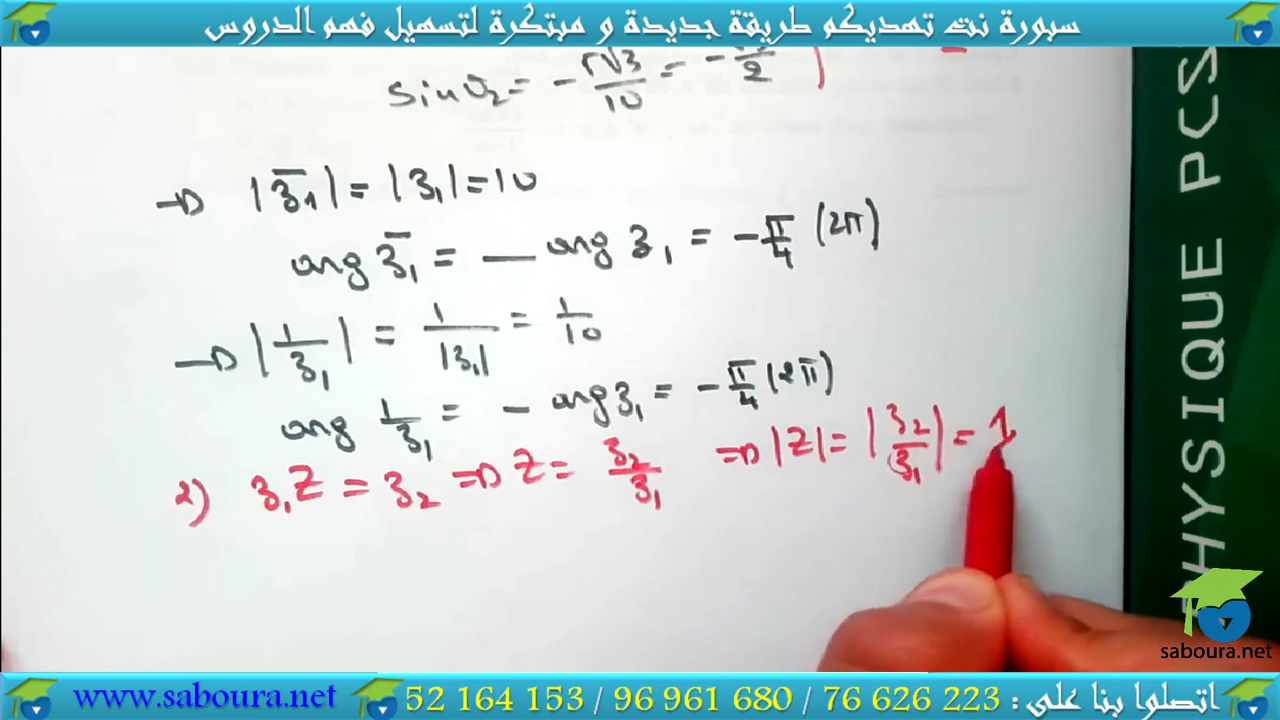 سبورة نت تهديكم طريقة جديدة و مبتكرة لتسهيل فهم الدروس
sin θ₂ = - 5√3/10 = - √3/2
→ |z̄₁| = |z₁| = 10
arg z̄₁ = - arg z₁ = - π/4 (2π)
→ |1/z₁| = 1/|z₁| = 1/10
arg 1/z₁ = - arg z₁ = - π/4 (2π)
2) z₁Z = z₂ ⇒ Z = z₂/z₁ ⇒ |Z| = |z₂/z₁| = 1
PHYSIQUE PCS
saboura.net
www.saboura.net
اتصلوا بنا على : 52 164 153 / 96 961 680 / 76 626 223